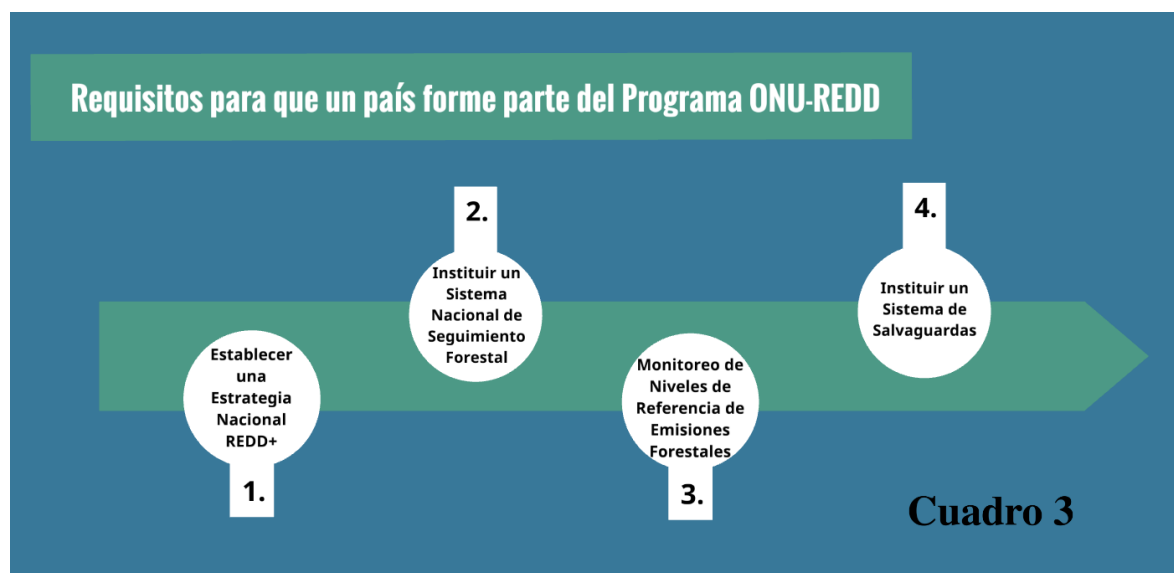 Requisitos para que un país forme parte del Programa ONU-REDD
Establecer
una
Estrategia
Nacional
REDD+
1.
2.
Instituir un
Sistema
Nacional de
Seguimiento
Forestal
Monitoreo de
Niveles de
Referencia de
Emisiones
Forestales
3.
4.
Instituir un
Sistema de
Salvaguardas
Cuadro 3